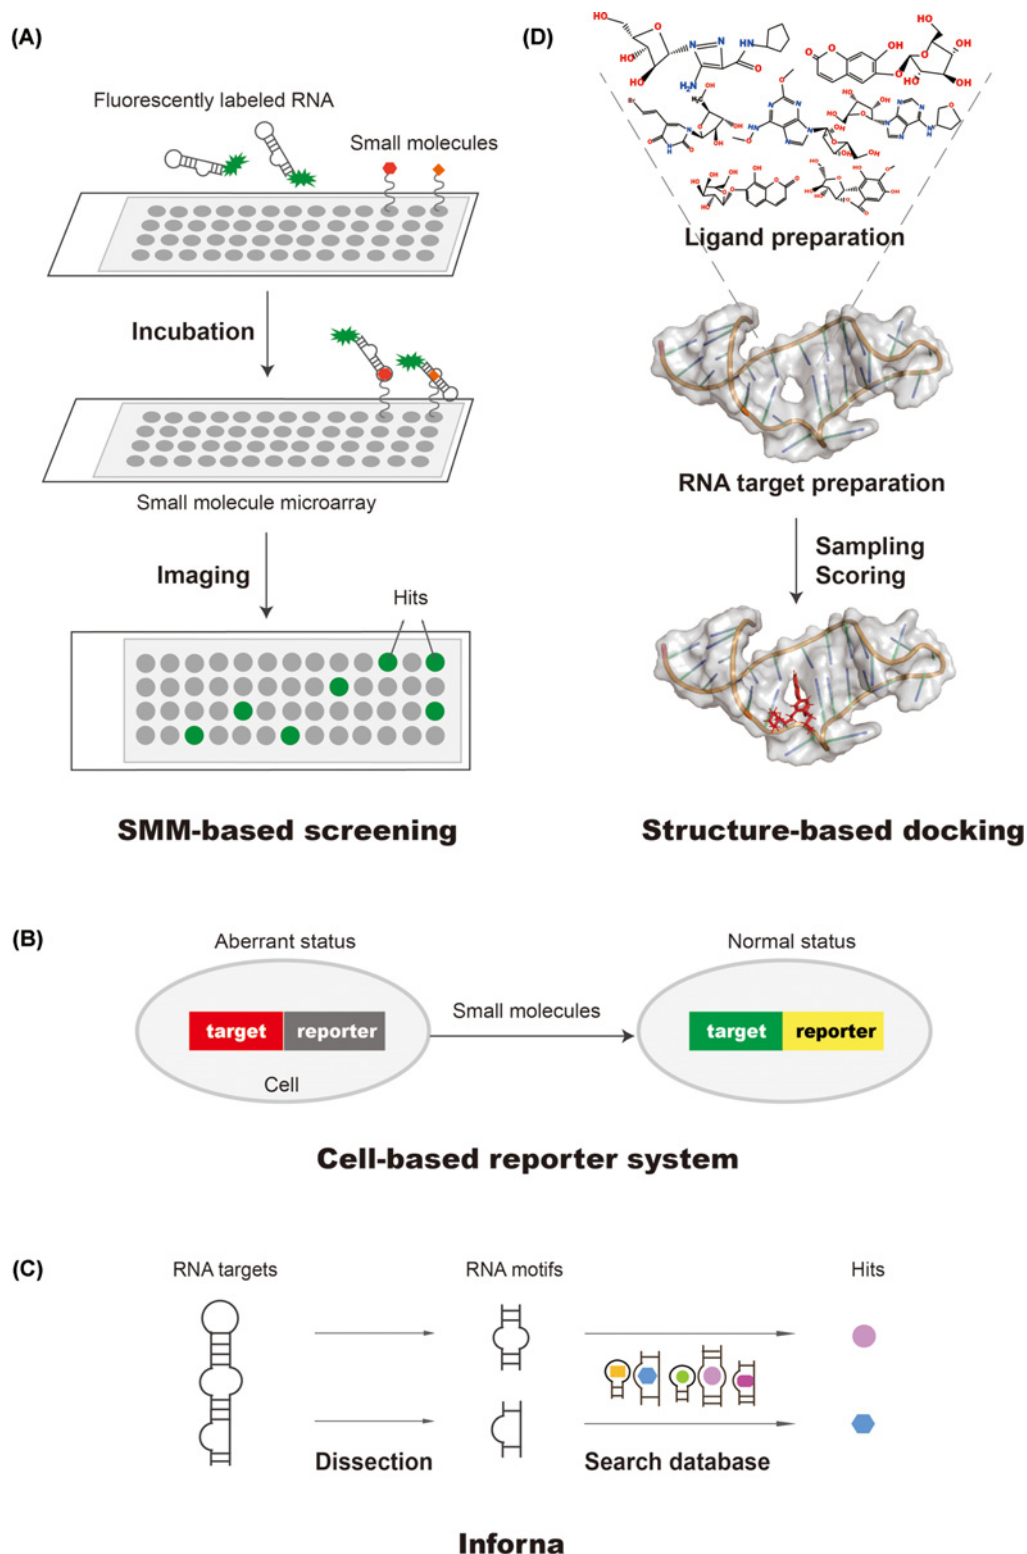 (A)
Fluorescently labeled RNA
Small molecules
Incubation
Small molecule microarray
Imaging
Hits
SMM-based screening
(D)
Ligand preparation
RNA target preparation
Sampling
Scoring
Structure-based docking
(B)
Aberrant status
Normal status
target reporter
Small molecules
target reporter
Cell
Cell-based reporter system
(C)
RNA targets
RNA motifs
Hits
Dissection
Search database
Inforna